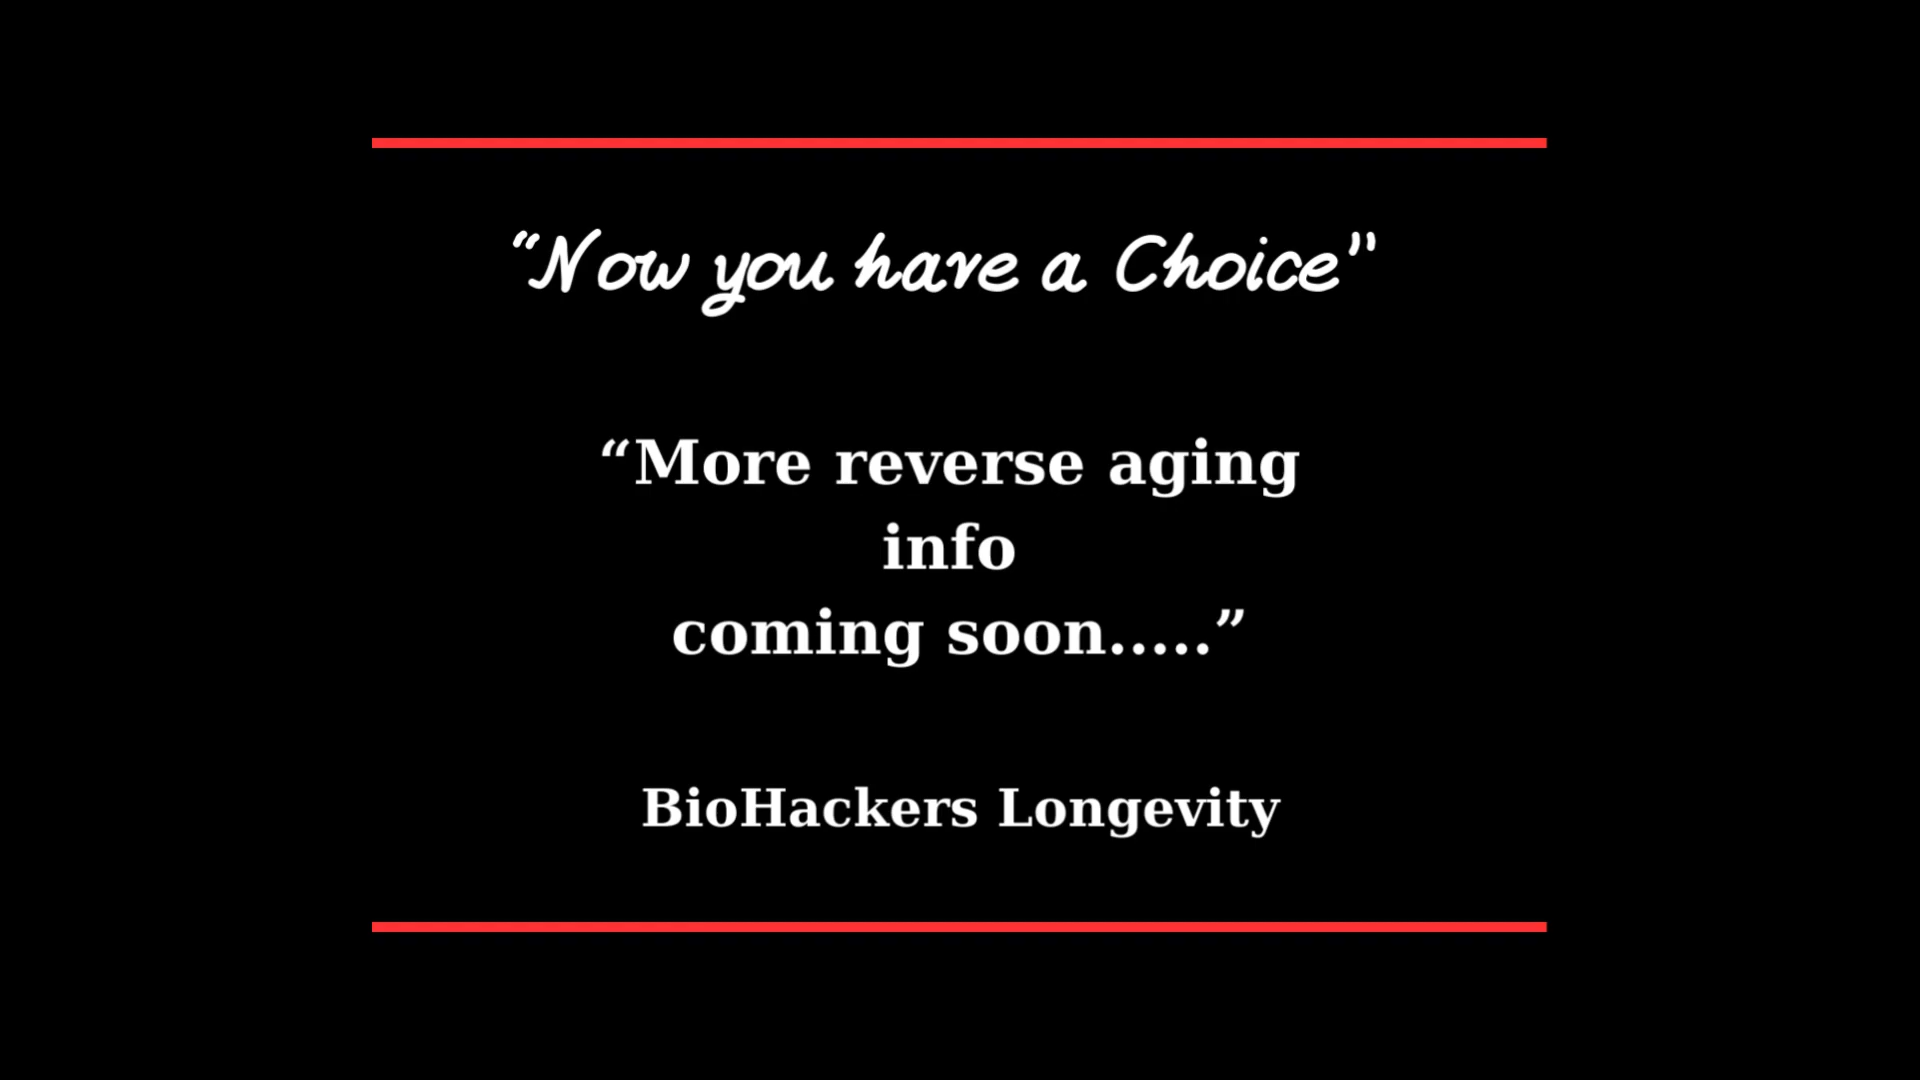 “Now you have a Choice”
“More reverse aging
info
coming soon.....”
BioHackers Longevity